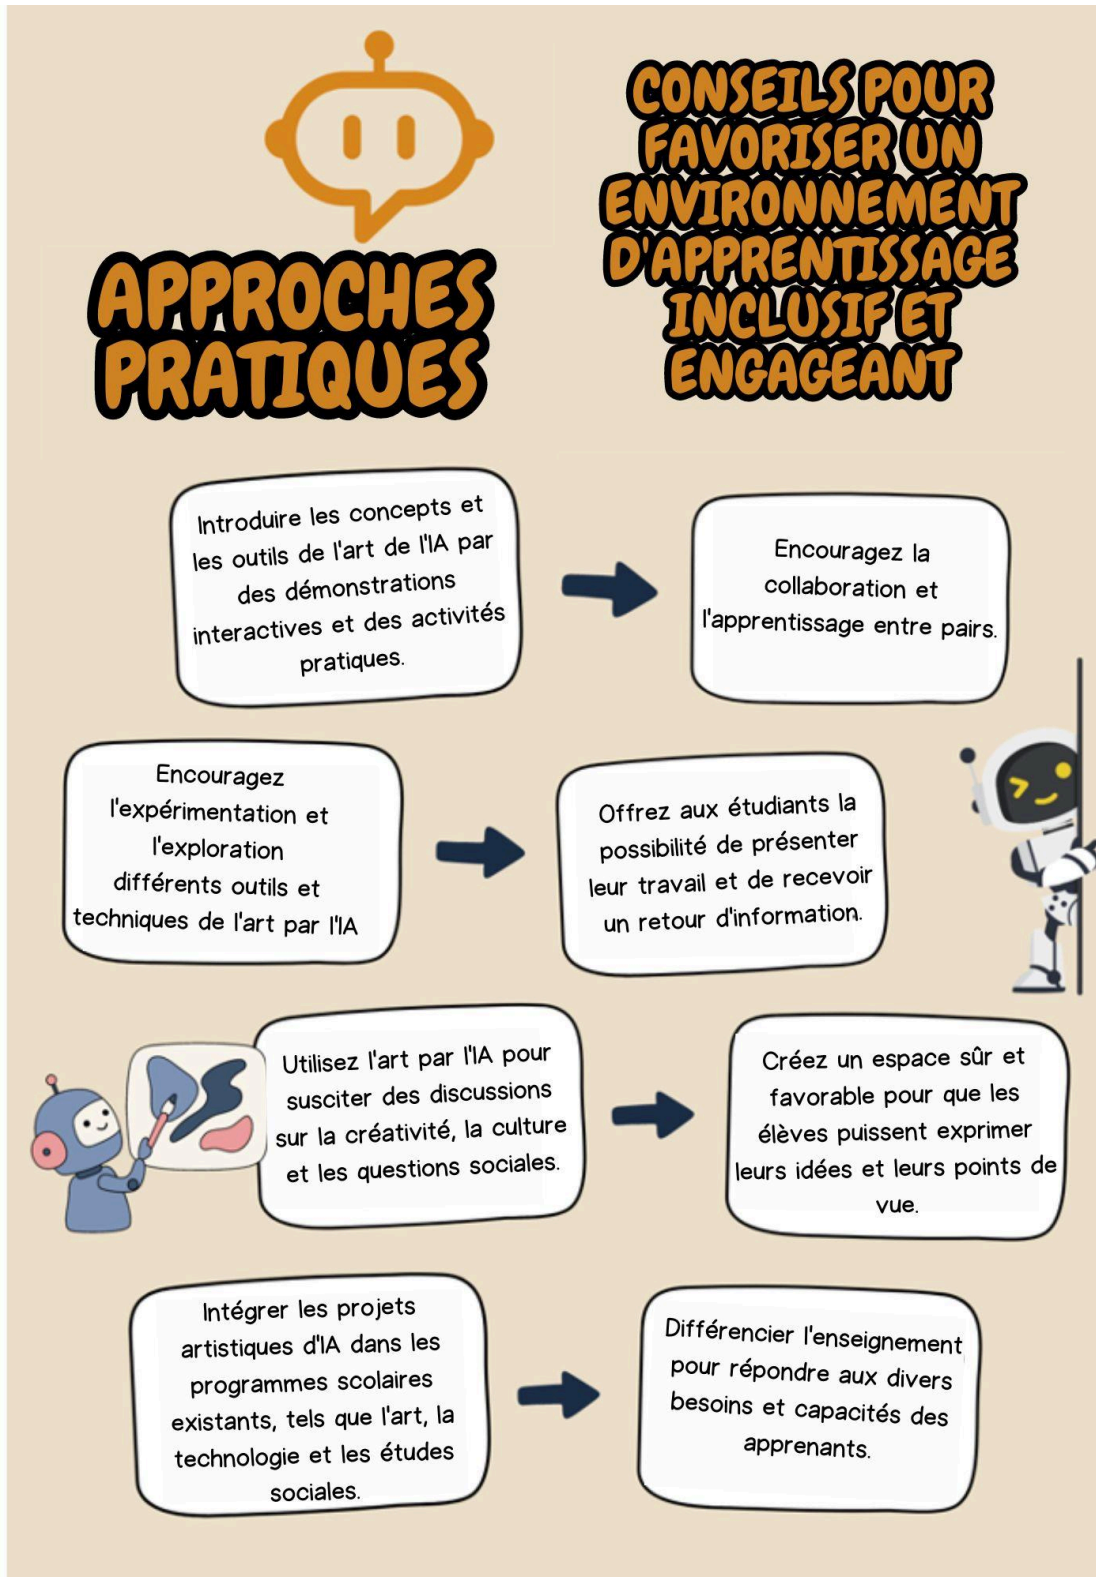 APPROCHES
PRATIQUES
CONSEILS POUR
FAVORISER UN
ENVIRONNEMENT
D'APPRENTISSAGE
INCLUSIF ET
ENGAGEANT
Introduire les concepts et
les outils de l'art de l'IA par
des démonstrations
interactives et des activités
pratiques.
Encouragez la
collaboration et
l'apprentissage entre pairs.
Encouragez
l'expérimentation et
l'exploration
différents outils et
techniques de l'art par l'IA
Offrez aux étudiants la
possibilité de présenter
leur travail et de recevoir
un retour d'information.
Utilisez l'art par l'IA pour
susciter des discussions
sur la créativité, la culture
et les questions sociales.
Créez un espace sûr et
favorable pour que les
élèves puissent exprimer
leurs idées et leurs points de
vue.
Intégrer les projets
artistiques d'IA dans les
programmes scolaires
existants, tels que l'art, la
technologie et les études
sociales.
Différencier l'enseignement
pour répondre aux divers
besoins et capacités des
apprenants.